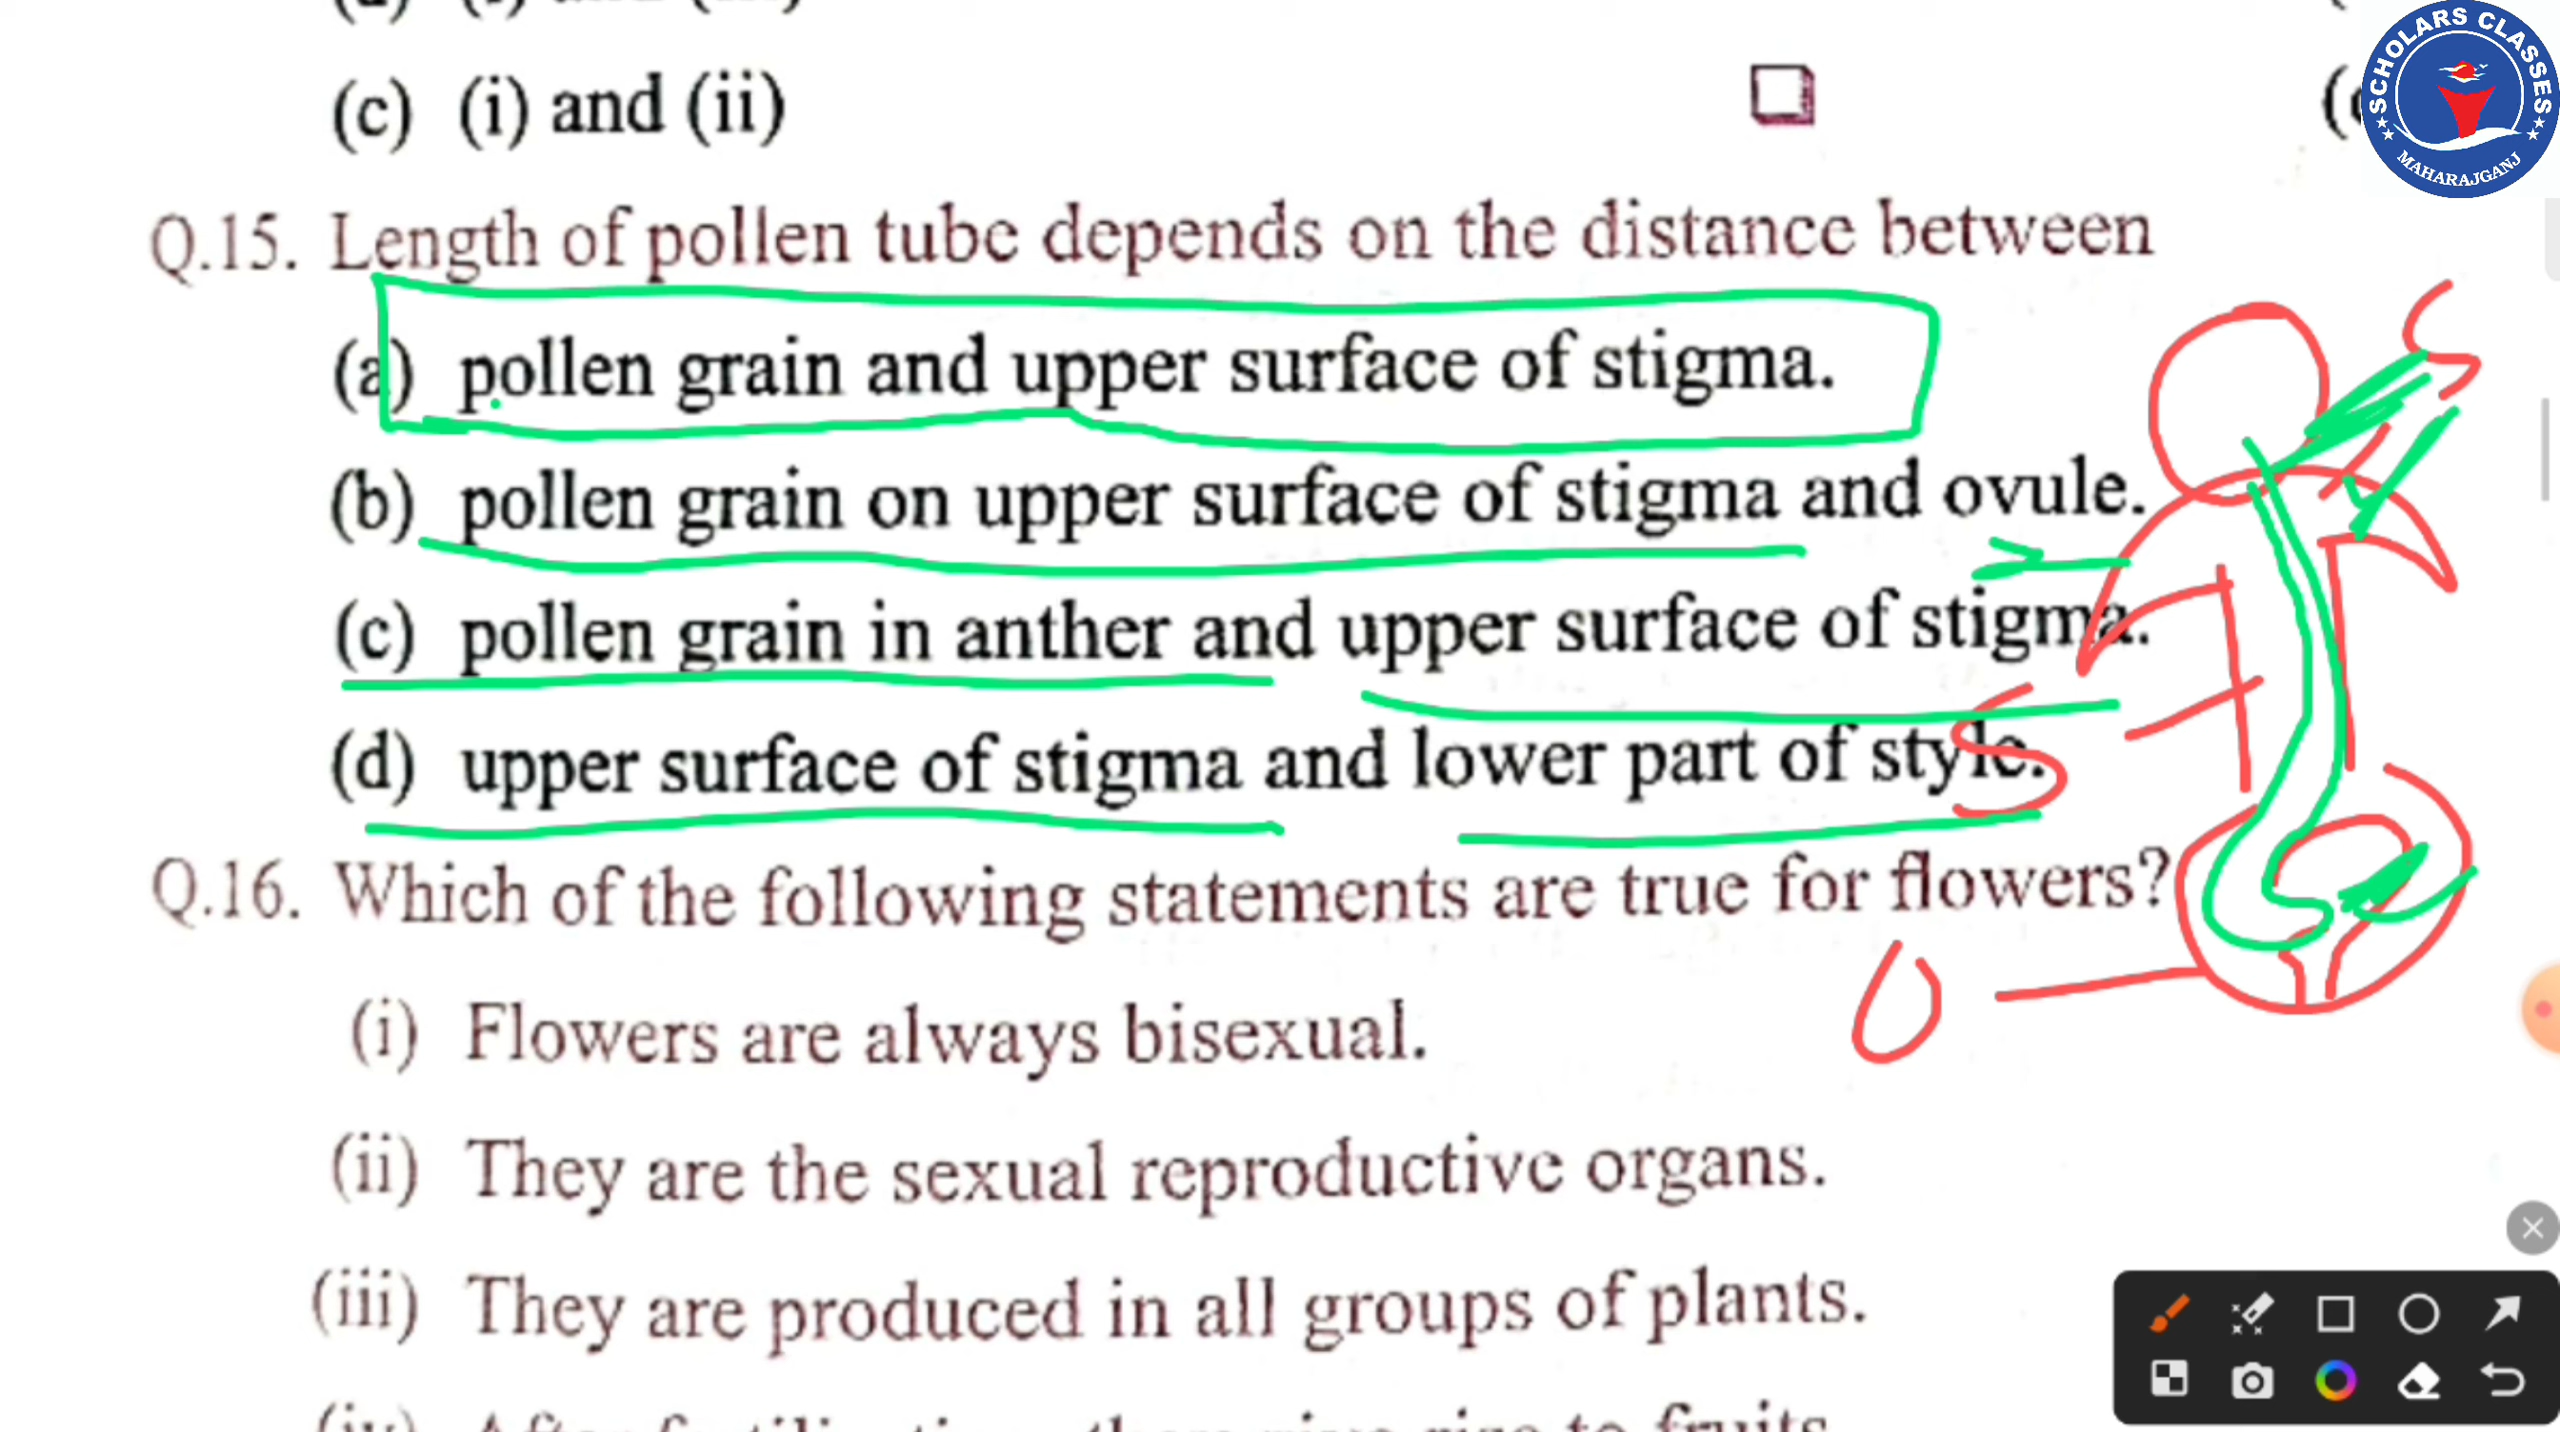 (c) (i) and (ii)
SCHOLARS CLASSES
MAHARAJGANJ
Q.15. Length of pollen tube depends on the distance between
(a) pollen grain and upper surface of stigma.
(b) pollen grain on upper surface of stigma and ovule.
(c) pollen grain in anther and upper surface of stigma.
(d) upper surface of stigma and lower part of style.
S
S
Q.16. Which of the following statements are true for flowers?
O
(i) Flowers are always bisexual.
(ii) They are the sexual reproductive organs.
(iii) They are produced in all groups of plants.